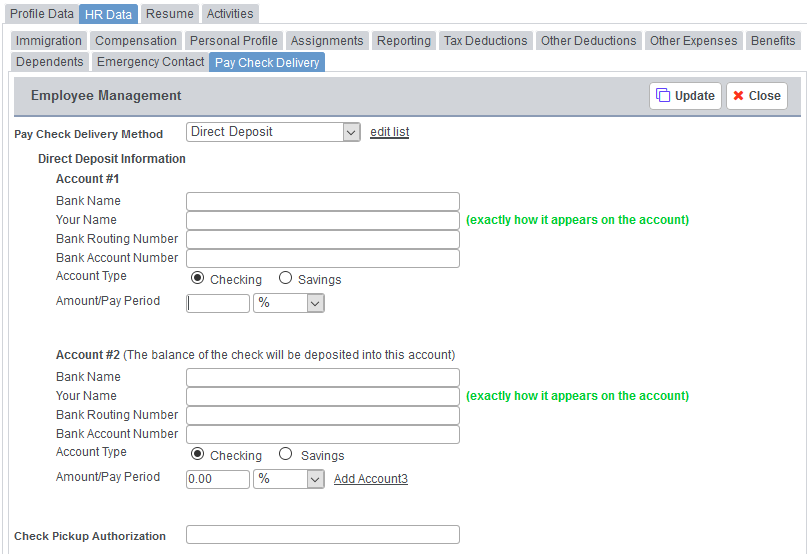 Profile Data HR Data Resume Activities
Immigration Compensation Personal Profile Assignments Reporting Tax Deductions Other Deductions Other Expenses Benefits
Dependents Emergency Contact Pay Check Delivery
Employee Management Update Close
Pay Check Delivery Method Direct Deposit edit list
Direct Deposit Information
Account #1
Bank Name
Your Name (exactly how it appears on the account)
Bank Routing Number
Bank Account Number
Account Type Checking Savings
Amount/Pay Period %
Account #2 (The balance of the check will be deposited into this account)
Bank Name
Your Name (exactly how it appears on the account)
Bank Routing Number
Bank Account Number
Account Type Checking Savings
Amount/Pay Period 0.00 % Add Account3
Check Pickup Authorization